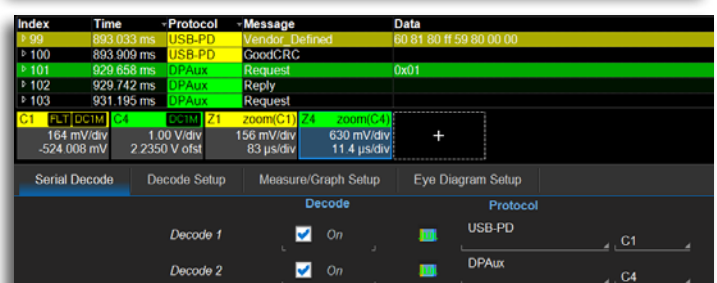 Index Time Protocol Message Data
99 893.033 ms USB-PD Vendor_Defined 60 81 80 ff 59 80 00 00
100 893.909 ms USB-PD GoodCRC
101 929.658 ms DPAux Request 0x01
102 929.742 ms DPAux Reply
103 931.195 ms DPAux Request
C1 FLT DC1M C4 DC1M Z1 zoom(C1) Z4 zoom(C4)
164 mV/div 1.00 V/div 156 mV/div 630 mV/div +
-524.008 mV 2.2350 V ofst 83 µs/div 11.4 µs/div
Serial Decode Decode Setup Measure/Graph Setup Eye Diagram Setup
Decode Protocol
Decode 1 On USB-PD C1
Decode 2 On DPAux C4